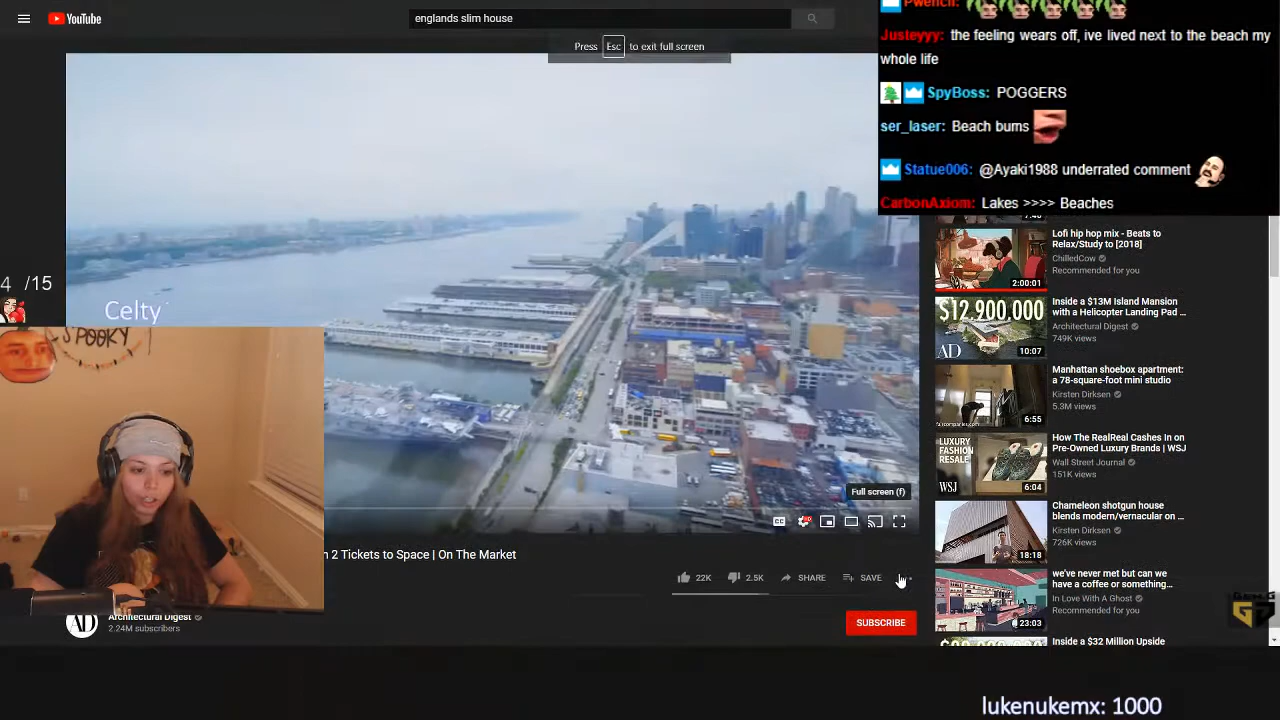 YouTube
englands slim house
Press Esc to exit full screen
Pwench:
Justeyyy: the feeling wears off, ive lived next to the beach my
whole life
SpyBoss: POGGERS
ser_laser: Beach bums
Statue006: @Ayaki1988 underrated comment
CarbonAxiom: Lakes >>>> Beaches
4 /15
Celty
SPOOKY
Full screen (f)
CC
HD
2 Tickets to Space | On The Market
22K
2.5K
SHARE
SAVE
AD
Architectural Digest
2.24M subscribers
SUBSCRIBE
Lofi hip hop mix - Beats to
Relax/Study to [2018]
ChilledCow
Recommended for you
2:00:01
$12,900,000
AD
10:07
Inside a $13M Island Mansion
with a Helicopter Landing Pad ...
Architectural Digest
749K views
Manhattan shoebox apartment:
a 78-square-foot mini studio
Kirsten Dirksen
5.3M views
6:55
LUXURY
FASHION
RESALE
WSJ
6:04
How The RealReal Cashes In on
Pre-Owned Luxury Brands | WSJ
Wall Street Journal
151K views
Chameleon shotgun house
blends modern/vernacular on ...
Kirsten Dirksen
726K views
18:18
we've never met but can we
have a coffee or something...
In Love With A Ghost
Recommended for you
23:03
Inside a $32 Million Upside
GEN.G
lukenukemx: 1000